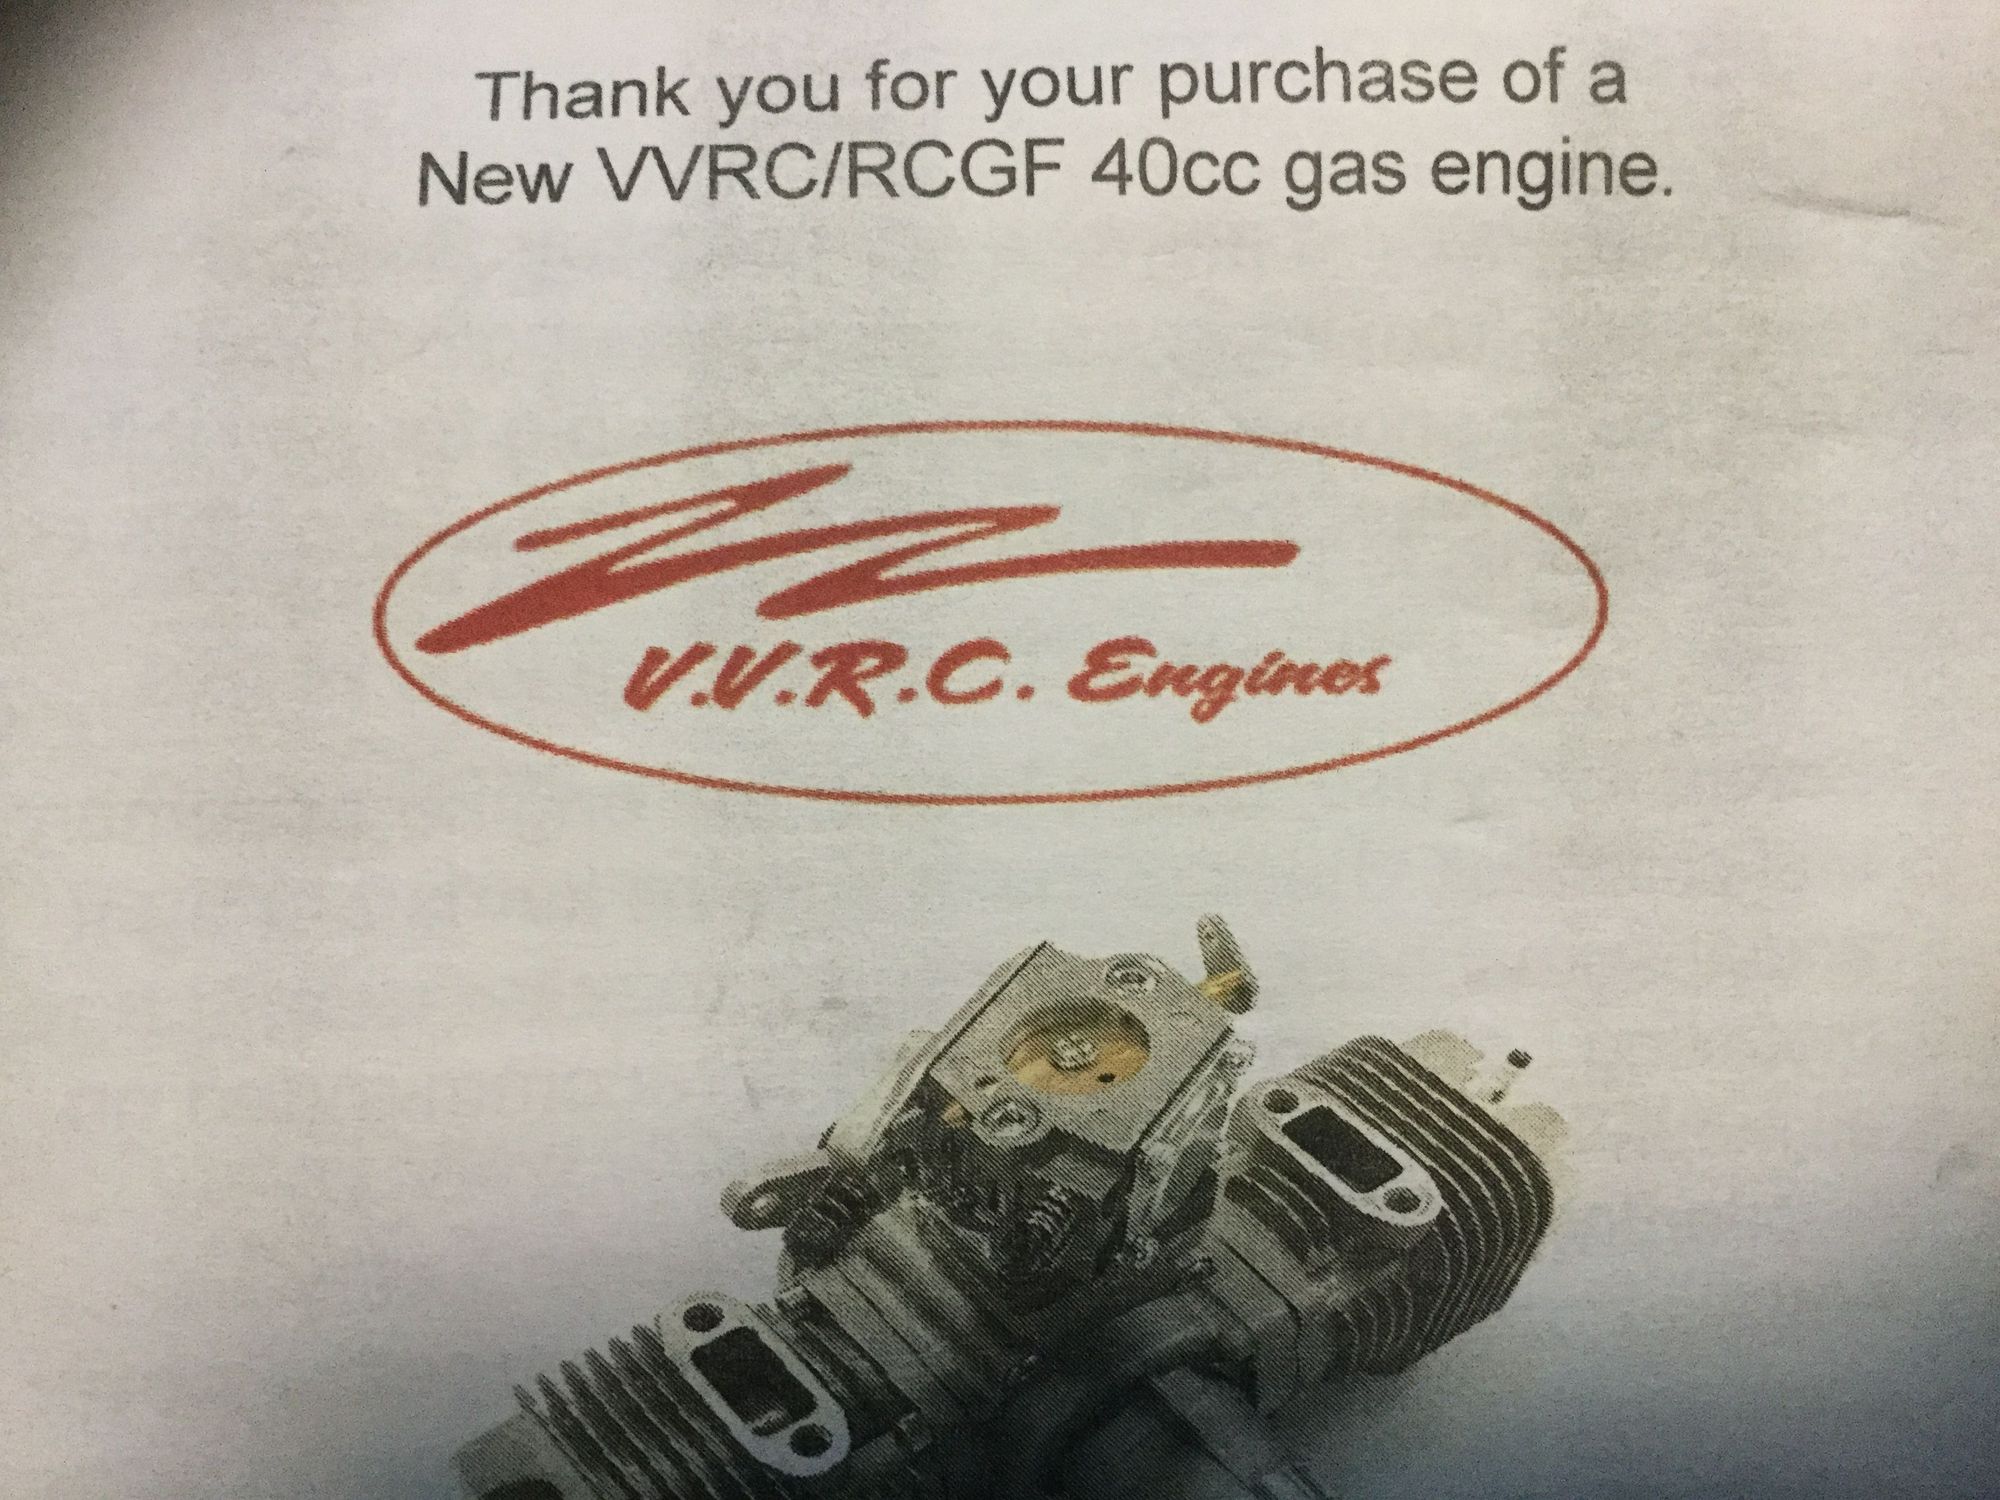 Thank you for your purchase of a
New VVRC/RCGF 40cc gas engine.
V.V.R.C. Engines